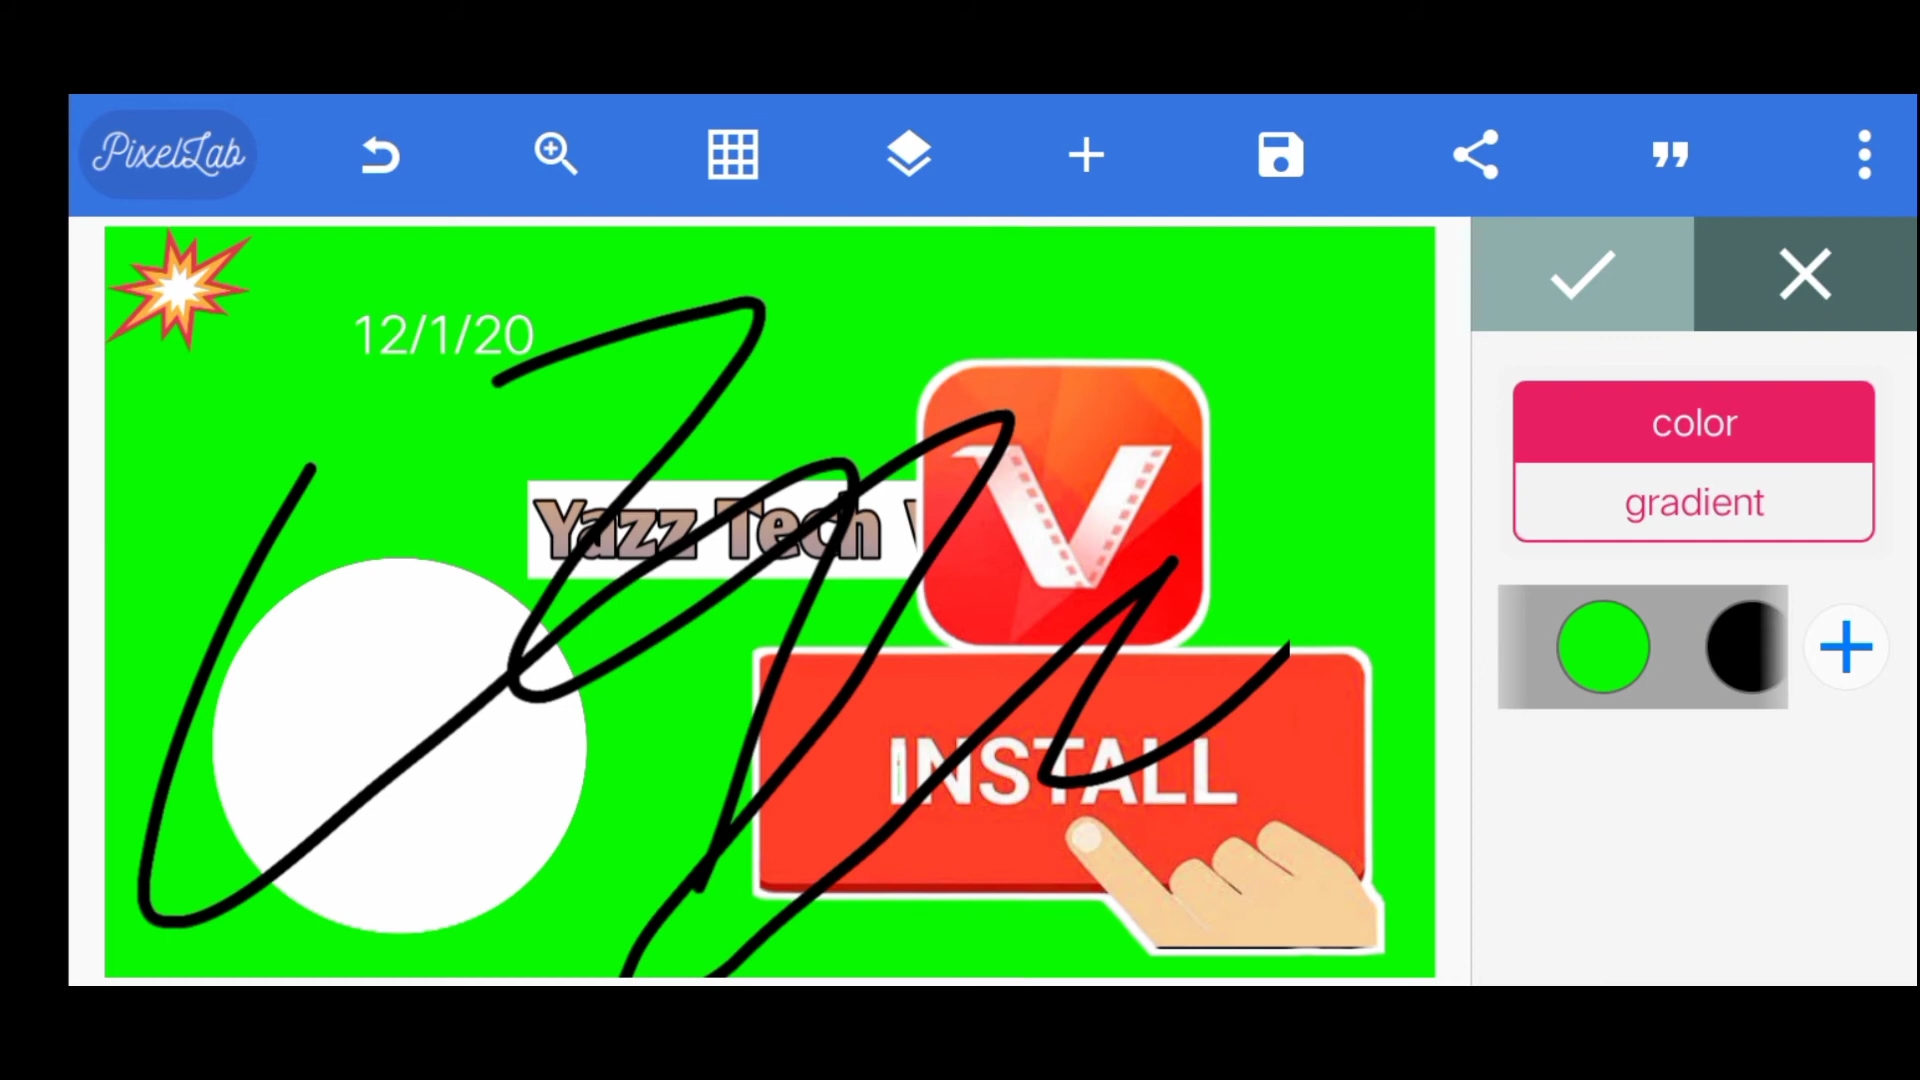 PixelLab
12/1/20
color
gradient
Yazz Tech
INSTALL